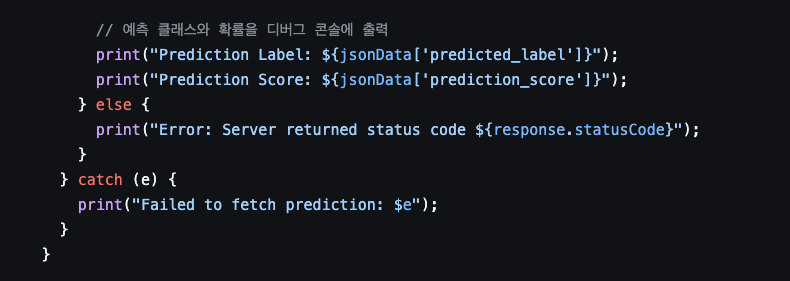 // 예측 클래스와 확률을 디버그 콘솔에 출력
print("Prediction Label: ${jsonData['predicted_label']}");
print("Prediction Score: ${jsonData['prediction_score']}");
} else {
print("Error: Server returned status code ${response.statusCode}");
}
} catch (e) {
print("Failed to fetch prediction: $e");
}
}